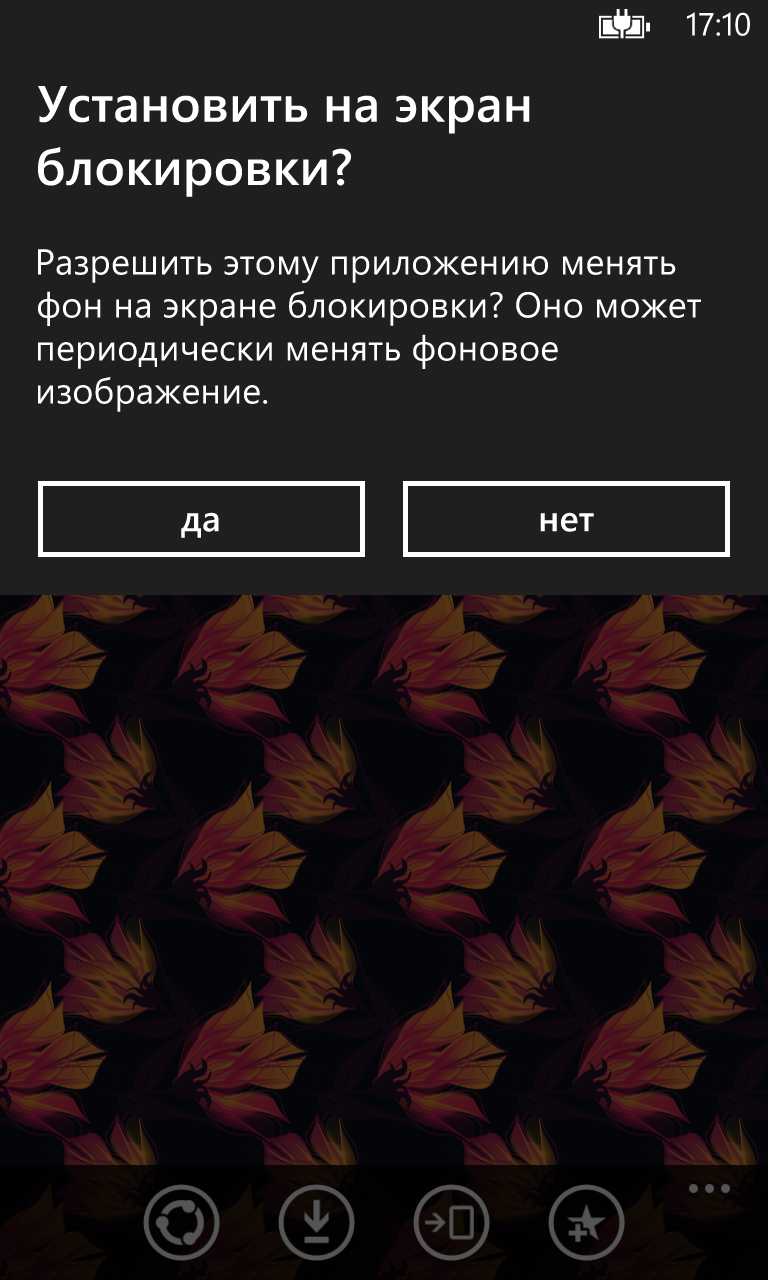 17:10
Установить на экран
блокировки?
Разрешить этому приложению менять
фон на экране блокировки? Оно может
периодически менять фоновое
изображение.
да
нет